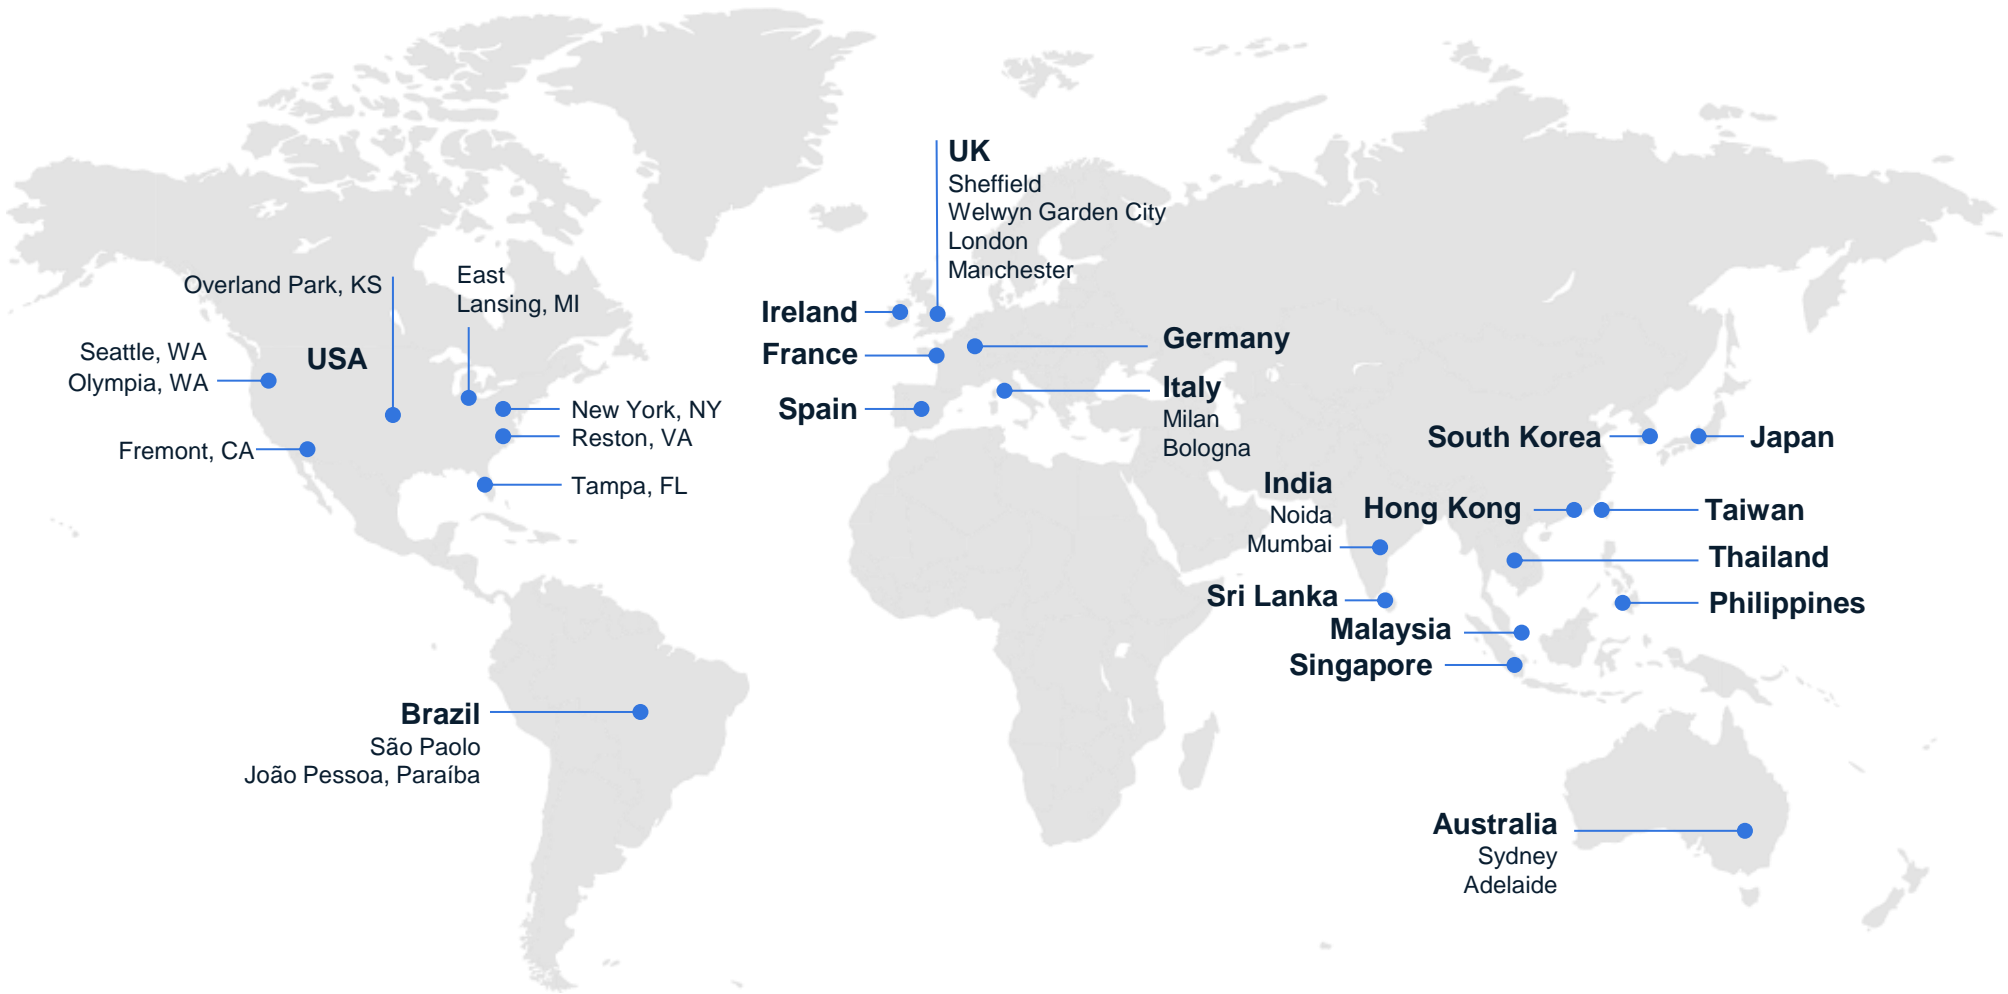 UK
Sheffield
Welwyn Garden City
London
Manchester
Overland Park, KS
East
Lansing, MI
Seattle, WA
Olympia, WA
USA
New York, NY
Reston, VA
Fremont, CA
Tampa, FL
Ireland
France
Spain
Germany
Italy
Milan
Bologna
South Korea
Japan
India
Noida
Mumbai
Hong Kong
Taiwan
Thailand
Sri Lanka
Philippines
Malaysia
Singapore
Brazil
São Paolo
João Pessoa, Paraíba
Australia
Sydney
Adelaide